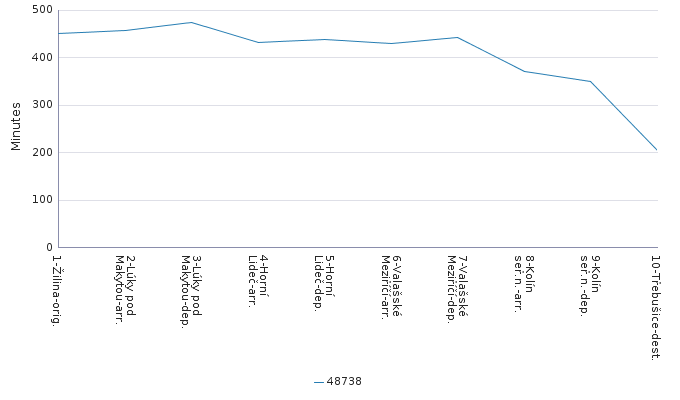 500
400
300
200
100
0
Minutes
1-Žilina-orig.
2-Lúky pod
Makytou-arr.
3-Lúky pod
Makytou-dep.
4-Horní
Lideč-arr.
5-Horní
Lideč-dep.
6-Valašské
Meziříčí-arr.
7-Valašské
Meziříčí-dep.
8-Kolín
seř.n.-arr.
9-Kolín
seř.n.-dep.
10-Třebušice-dest.
48738